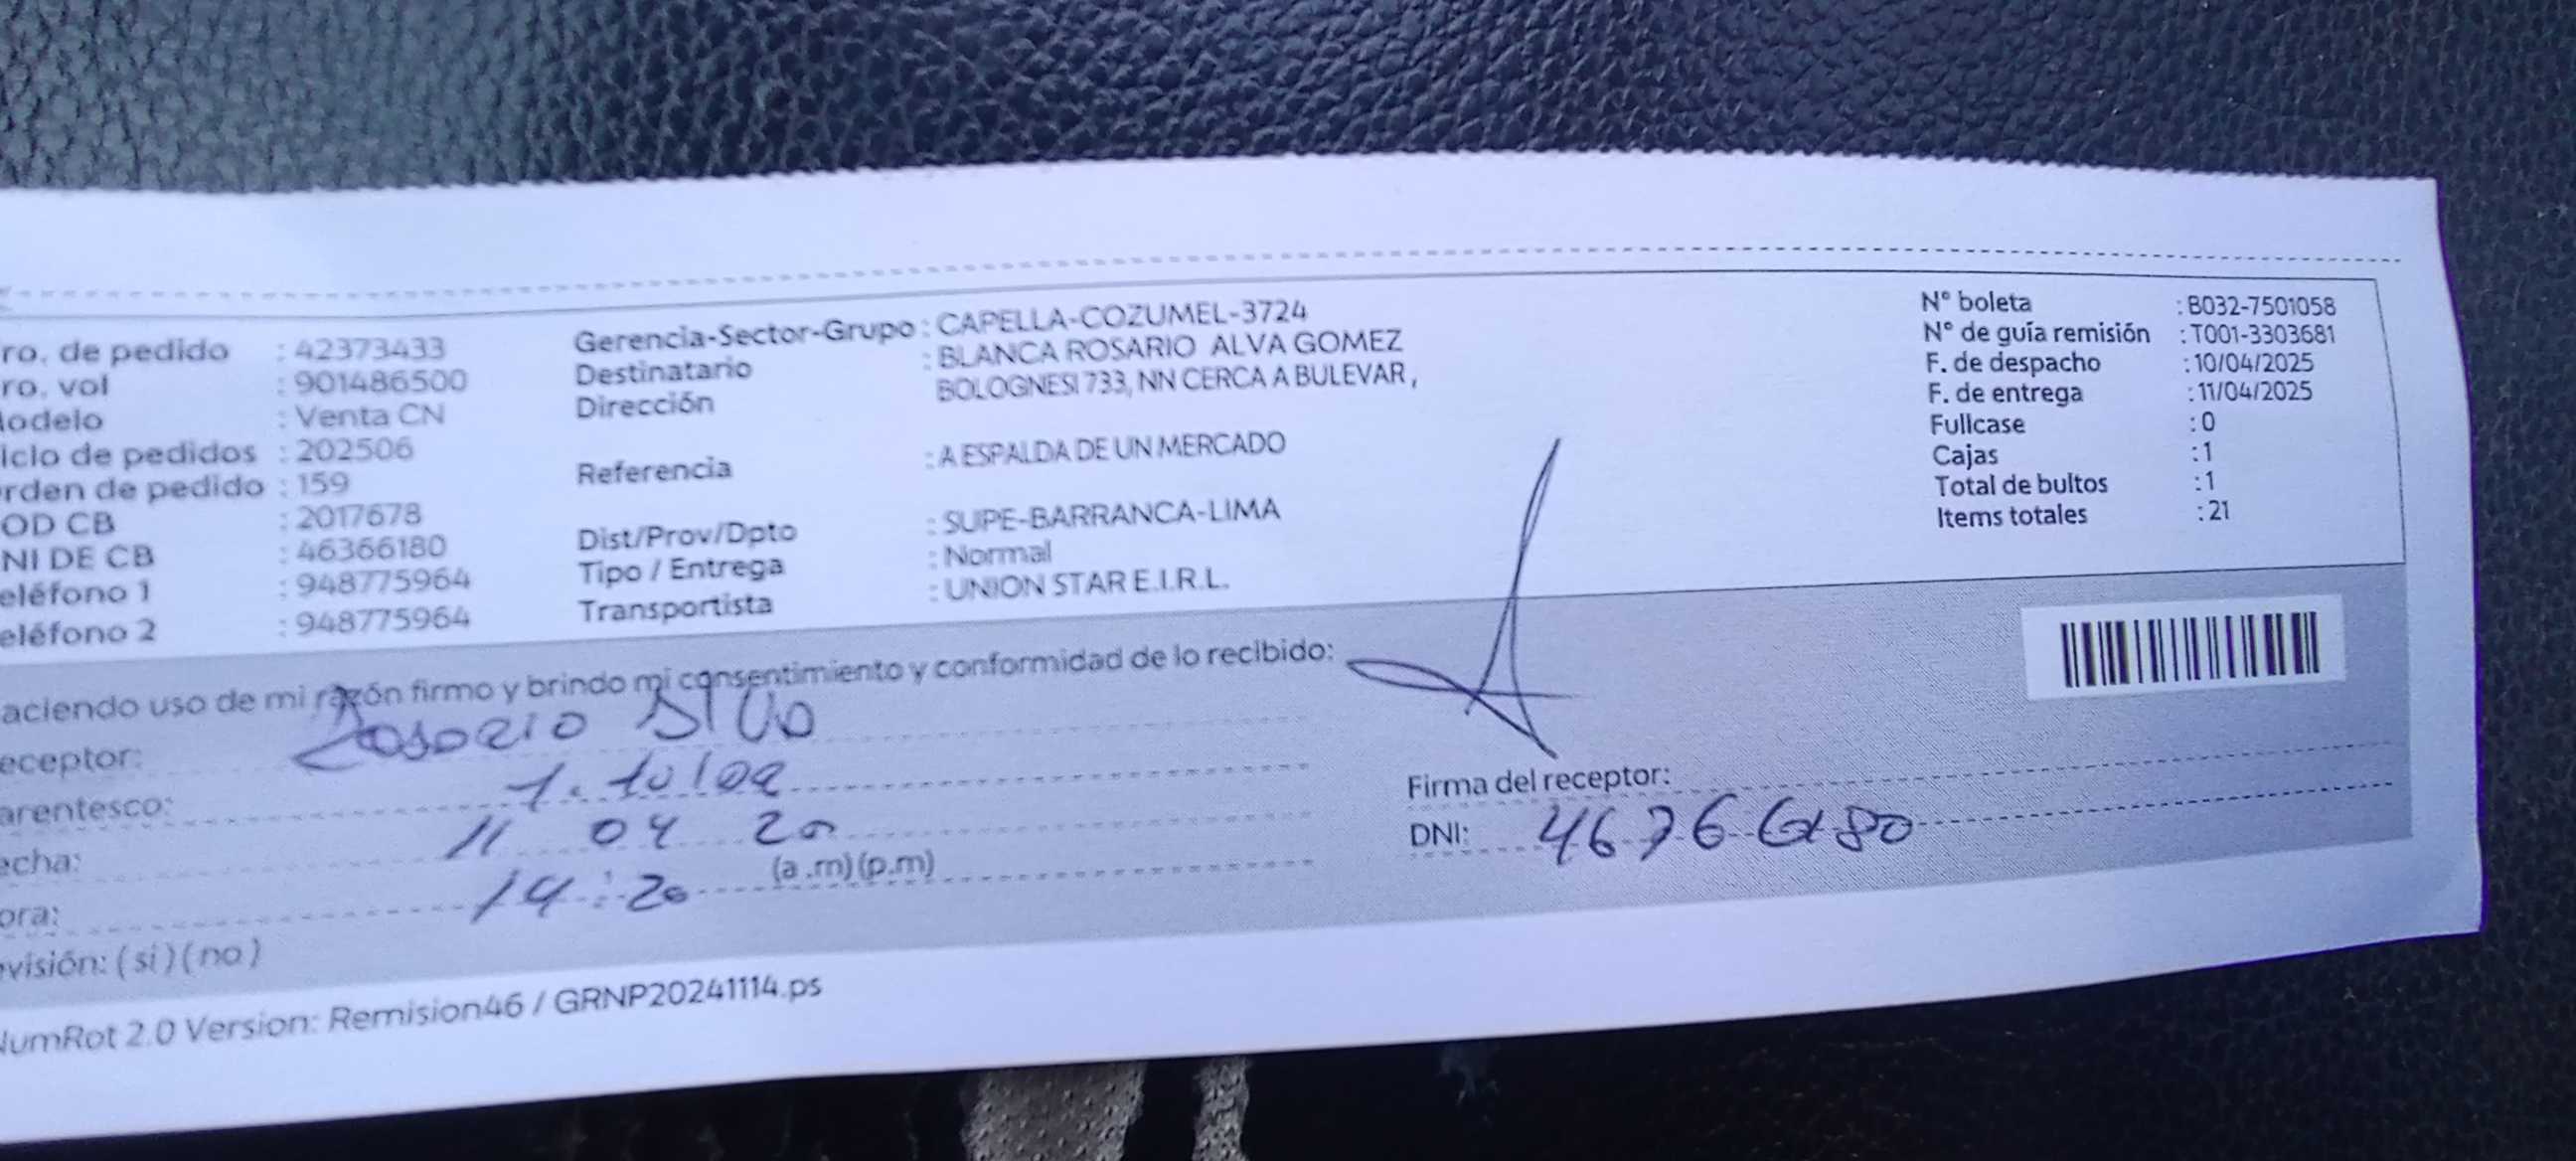 ro. de pedido : 42373433
ro. vol : 901486500
odelo : Venta CN
iclo de pedidos : 202506
rden de pedido : 159
OD CB : 2017678
NI DE CB : 46366180
eléfono 1 : 948775964
eléfono 2 : 948775964
Gerencia-Sector-Grupo : CAPELLA-COZUMEL-3724
Destinatario : BLANCA ROSARIO ALVA GOMEZ
Dirección BOLOGNESI 733, NN CERCA A BULEVAR ,
Referencia : A ESPALDA DE UN MERCADO
Dist/Prov/Dpto : SUPE-BARRANCA-LIMA
Tipo / Entrega : Normal
Transportista : UNION STAR E.I.R.L.
N° boleta : B032-7501058
N° de guía remisión : T001-3303681
F. de despacho : 10/04/2025
F. de entrega : 11/04/2025
Fullcase : 0
Cajas : 1
Total de bultos : 1
Items totales : 21
aciendo uso de mi razón firmo y brindo mi consentimiento y conformidad de lo recibido:
eceptor: Rosario
arentesco:
echa: 11 04 20
ora: 14:20 (a .m)(p.m)
visión: (si)(no)
Firma del receptor:
DNI:
NumRot 2.0 Version: Remision46 / GRNP20241114.ps